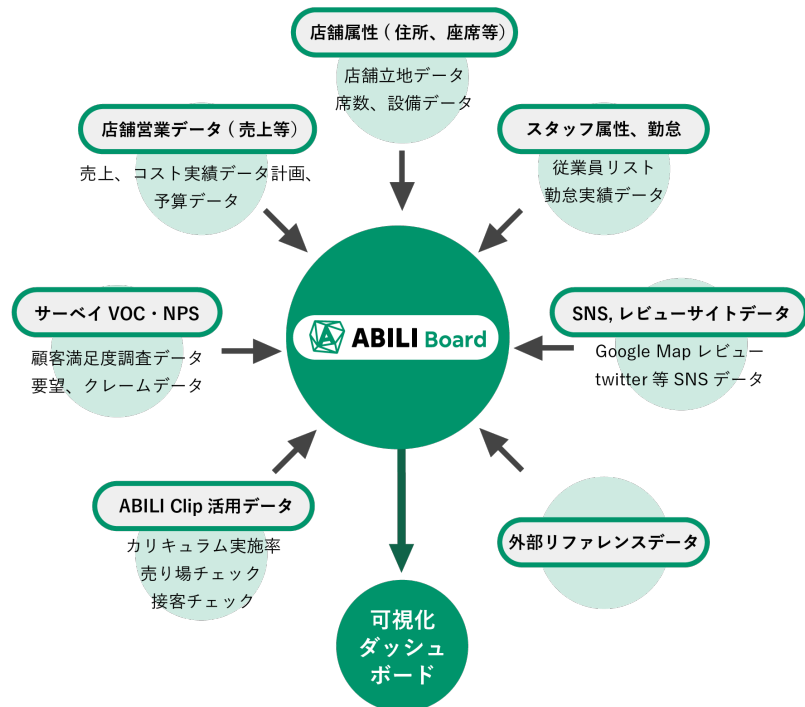 店舗属性 ( 住所、座席等)
店舗立地データ
席数、設備データ
店舗営業データ ( 売上等)
売上、コスト実績データ計画、
予算データ
スタッフ属性、勤怠
従業員リスト
勤怠実績データ
サーベイ VOC・NPS
顧客満足度調査データ
要望、クレームデータ
A ABILI Board
SNS, レビューサイトデータ
Google Map レビュー
twitter 等 SNS データ
ABILI Clip 活用データ
カリキュラム実施率
売り場チェック
接客チェック
外部リファレンスデータ
可視化
ダッシュ
ボード